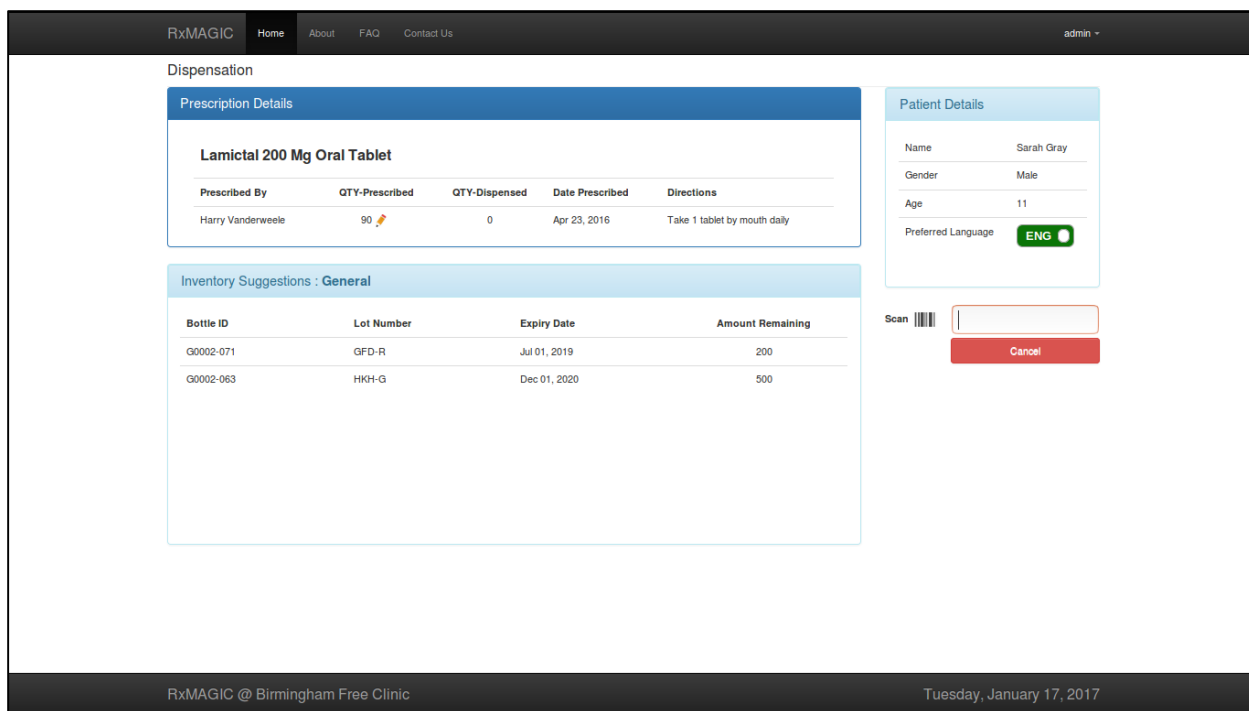 RxMAGIC Home About FAQ Contact Us admin
Dispensation
Prescription Details
Lamictal 200 Mg Oral Tablet
Prescribed By QTY-Prescribed QTY-Dispensed Date Prescribed Directions
Harry Vanderweele 90 0 Apr 23, 2016 Take 1 tablet by mouth daily
Inventory Suggestions : General
Bottle ID Lot Number Expiry Date Amount Remaining
G0002-071 GFD-R Jul 01, 2019 200
G0002-063 HKH-G Dec 01, 2020 500
Patient Details
Name Sarah Gray
Gender Male
Age 11
Preferred Language ENG
Scan
Cancel
RxMAGIC @ Birmingham Free Clinic Tuesday, January 17, 2017